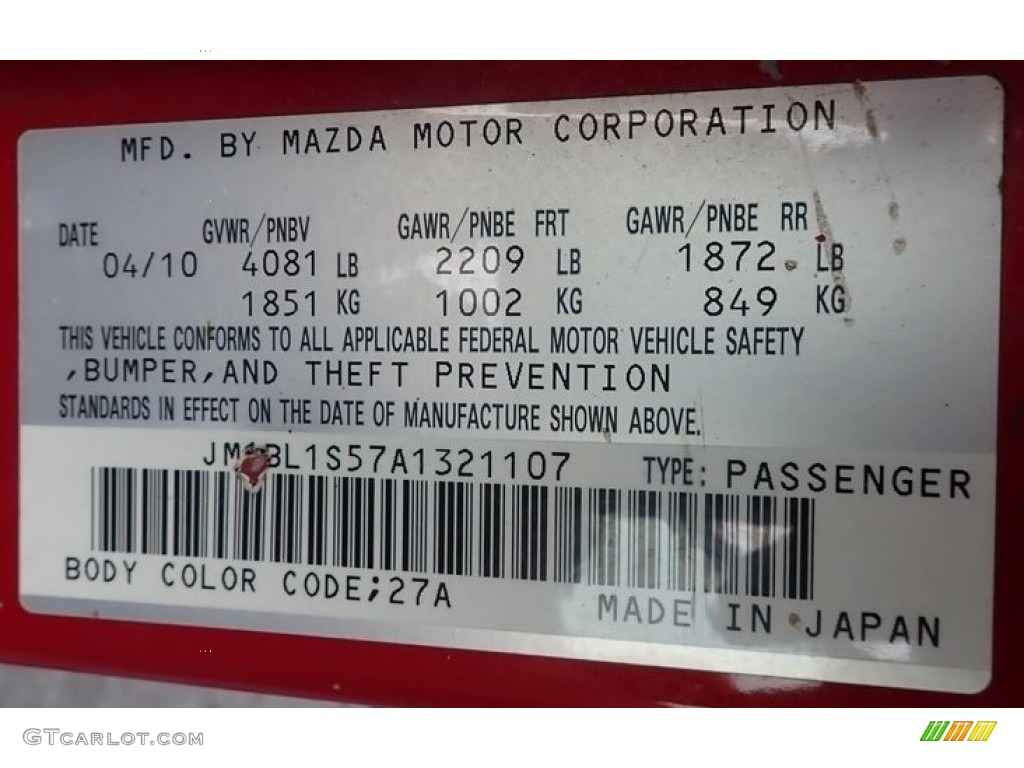 MFD. BY MAZDA MOTOR CORPORATION
DATE GVWR/PNBV GAWR/PNBE FRT GAWR/PNBE RR
04/10 4081 LB 2209 LB 1872 LB
1851 KG 1002 KG 849 KG
THIS VEHICLE CONFORMS TO ALL APPLICABLE FEDERAL MOTOR VEHICLE SAFETY
,BUMPER,AND THEFT PREVENTION
STANDARDS IN EFFECT ON THE DATE OF MANUFACTURE SHOWN ABOVE.
JM1BL1S57A1321107 TYPE: PASSENGER
BODY COLOR CODE;27A
MADE IN JAPAN
GTCARLOT.COM